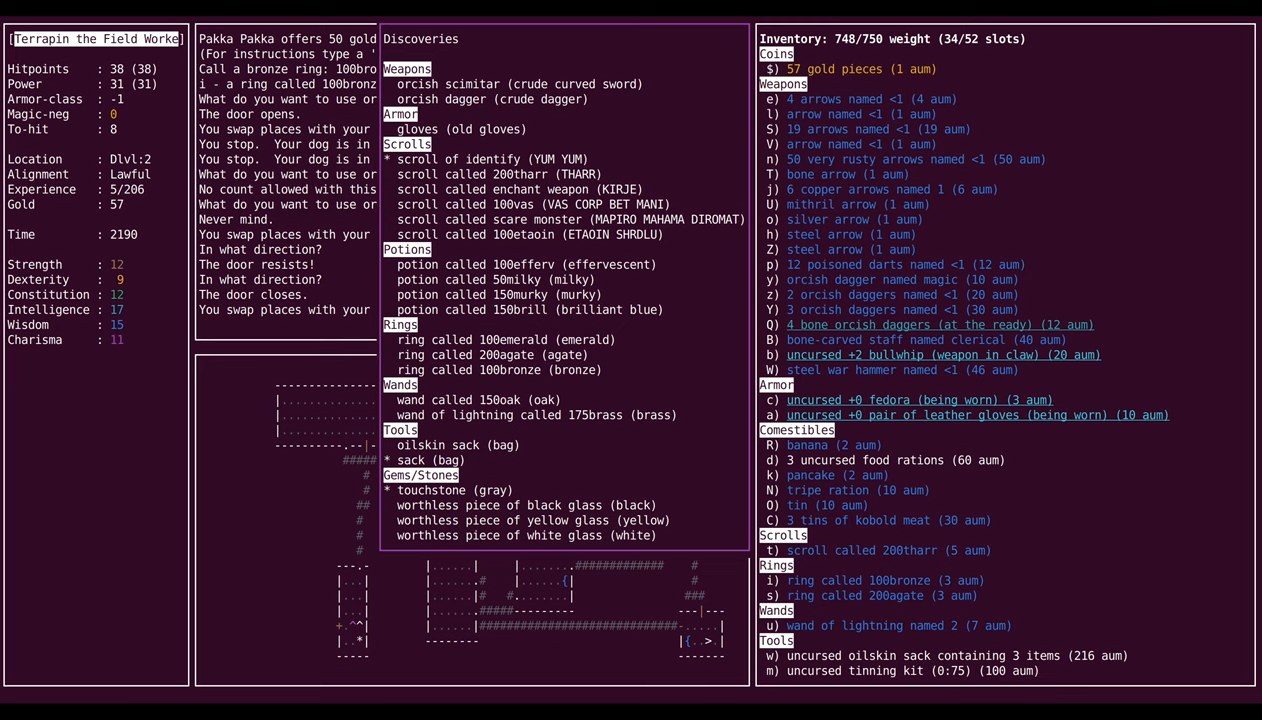 [Terrapin the Field Worke]
Hitpoints : 38 (38)
Power : 31 (31)
Armor-class : -1
Magic-neg : 0
To-hit : 8
Location : Dlvl:2
Alignment : Lawful
Experience : 5/206
Gold : 57
Time : 2190
Strength : 12
Dexterity : 9
Constitution : 12
Intelligence : 17
Wisdom : 15
Charisma : 11
Pakka Pakka offers 50 gold
(For instructions type a '
Call a bronze ring: 100bro
i - a ring called 100bronz
What do you want to use or
The door opens.
You swap places with your
You stop. Your dog is in
You stop. Your dog is in
What do you want to use or
No count allowed with this
What do you want to use or
Never mind.
You swap places with your
In what direction?
The door resists!
In what direction?
The door closes.
You swap places with your
Discoveries
Weapons
orcish scimitar (crude curved sword)
orcish dagger (crude dagger)
Armor
gloves (old gloves)
Scrolls
* scroll of identify (YUM YUM)
scroll called 200tharr (THARR)
scroll called enchant weapon (KIRJE)
scroll called 100vas (VAS CORP BET MANI)
scroll called scare monster (MAPIRO MAHAMA DIROMAT)
scroll called 100etaoin (ETAOIN SHRDLU)
Potions
potion called 100efferv (effervescent)
potion called 50milky (milky)
potion called 150murky (murky)
potion called 150brill (brilliant blue)
Rings
ring called 100emerald (emerald)
ring called 200agate (agate)
ring called 100bronze (bronze)
Wands
wand called 150oak (oak)
wand of lightning called 175brass (brass)
Tools
oilskin sack (bag)
* sack (bag)
Gems/Stones
* touchstone (gray)
worthless piece of black glass (black)
worthless piece of yellow glass (yellow)
worthless piece of white glass (white)
Inventory: 748/750 weight (34/52 slots)
Coins
$) 57 gold pieces (1 aum)
Weapons
e) 4 arrows named <1 (4 aum)
l) arrow named <1 (1 aum)
S) 19 arrows named <1 (19 aum)
V) arrow named <1 (1 aum)
n) 50 very rusty arrows named <1 (50 aum)
T) bone arrow (1 aum)
j) 6 copper arrows named 1 (6 aum)
U) mithril arrow (1 aum)
o) silver arrow (1 aum)
h) steel arrow (1 aum)
Z) steel arrow (1 aum)
p) 12 poisoned darts named <1 (12 aum)
y) orcish dagger named magic (10 aum)
z) 2 orcish daggers named <1 (20 aum)
Y) 3 orcish daggers named <1 (30 aum)
Q) 4 bone orcish daggers (at the ready) (12 aum)
B) bone-carved staff named clerical (40 aum)
b) uncursed +2 bullwhip (weapon in claw) (20 aum)
W) steel war hammer named <1 (46 aum)
Armor
c) uncursed +0 fedora (being worn) (3 aum)
a) uncursed +0 pair of leather gloves (being worn) (10 aum)
Comestibles
R) banana (2 aum)
d) 3 uncursed food rations (60 aum)
k) pancake (2 aum)
N) tripe ration (10 aum)
O) tin (10 aum)
C) 3 tins of kobold meat (30 aum)
Scrolls
t) scroll called 200tharr (5 aum)
Rings
i) ring called 100bronze (3 aum)
s) ring called 200agate (3 aum)
Wands
u) wand of lightning named 2 (7 aum)
Tools
w) uncursed oilskin sack containing 3 items (216 aum)
m) uncursed tinning kit (0:75) (100 aum)